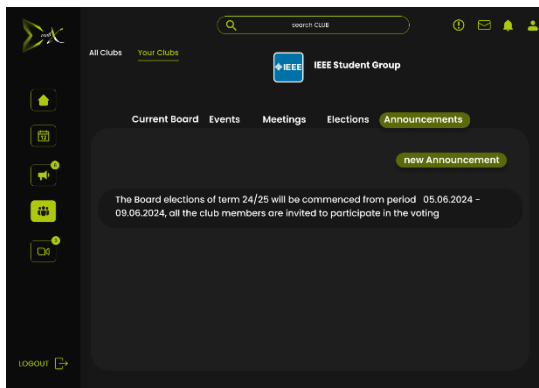 search CLUB
All Clubs Your Clubs
IEEE
IEEE Student Group
Current Board Events Meetings Elections Announcements
new Announcement
The Board elections of term 24/25 will be commenced from period 05.06.2024 -
09.06.2024, all the club members are invited to participate in the voting
LOGOUT